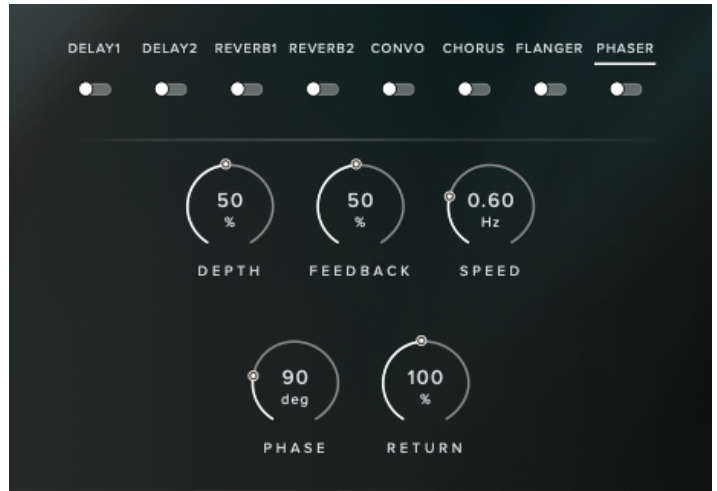 DELAY1 DELAY2 REVERB1 REVERB2 CONVO CHORUS FLANGER PHASER
50 50 0.60
% % Hz
DEPTH FEEDBACK SPEED
90 100
deg %
PHASE RETURN